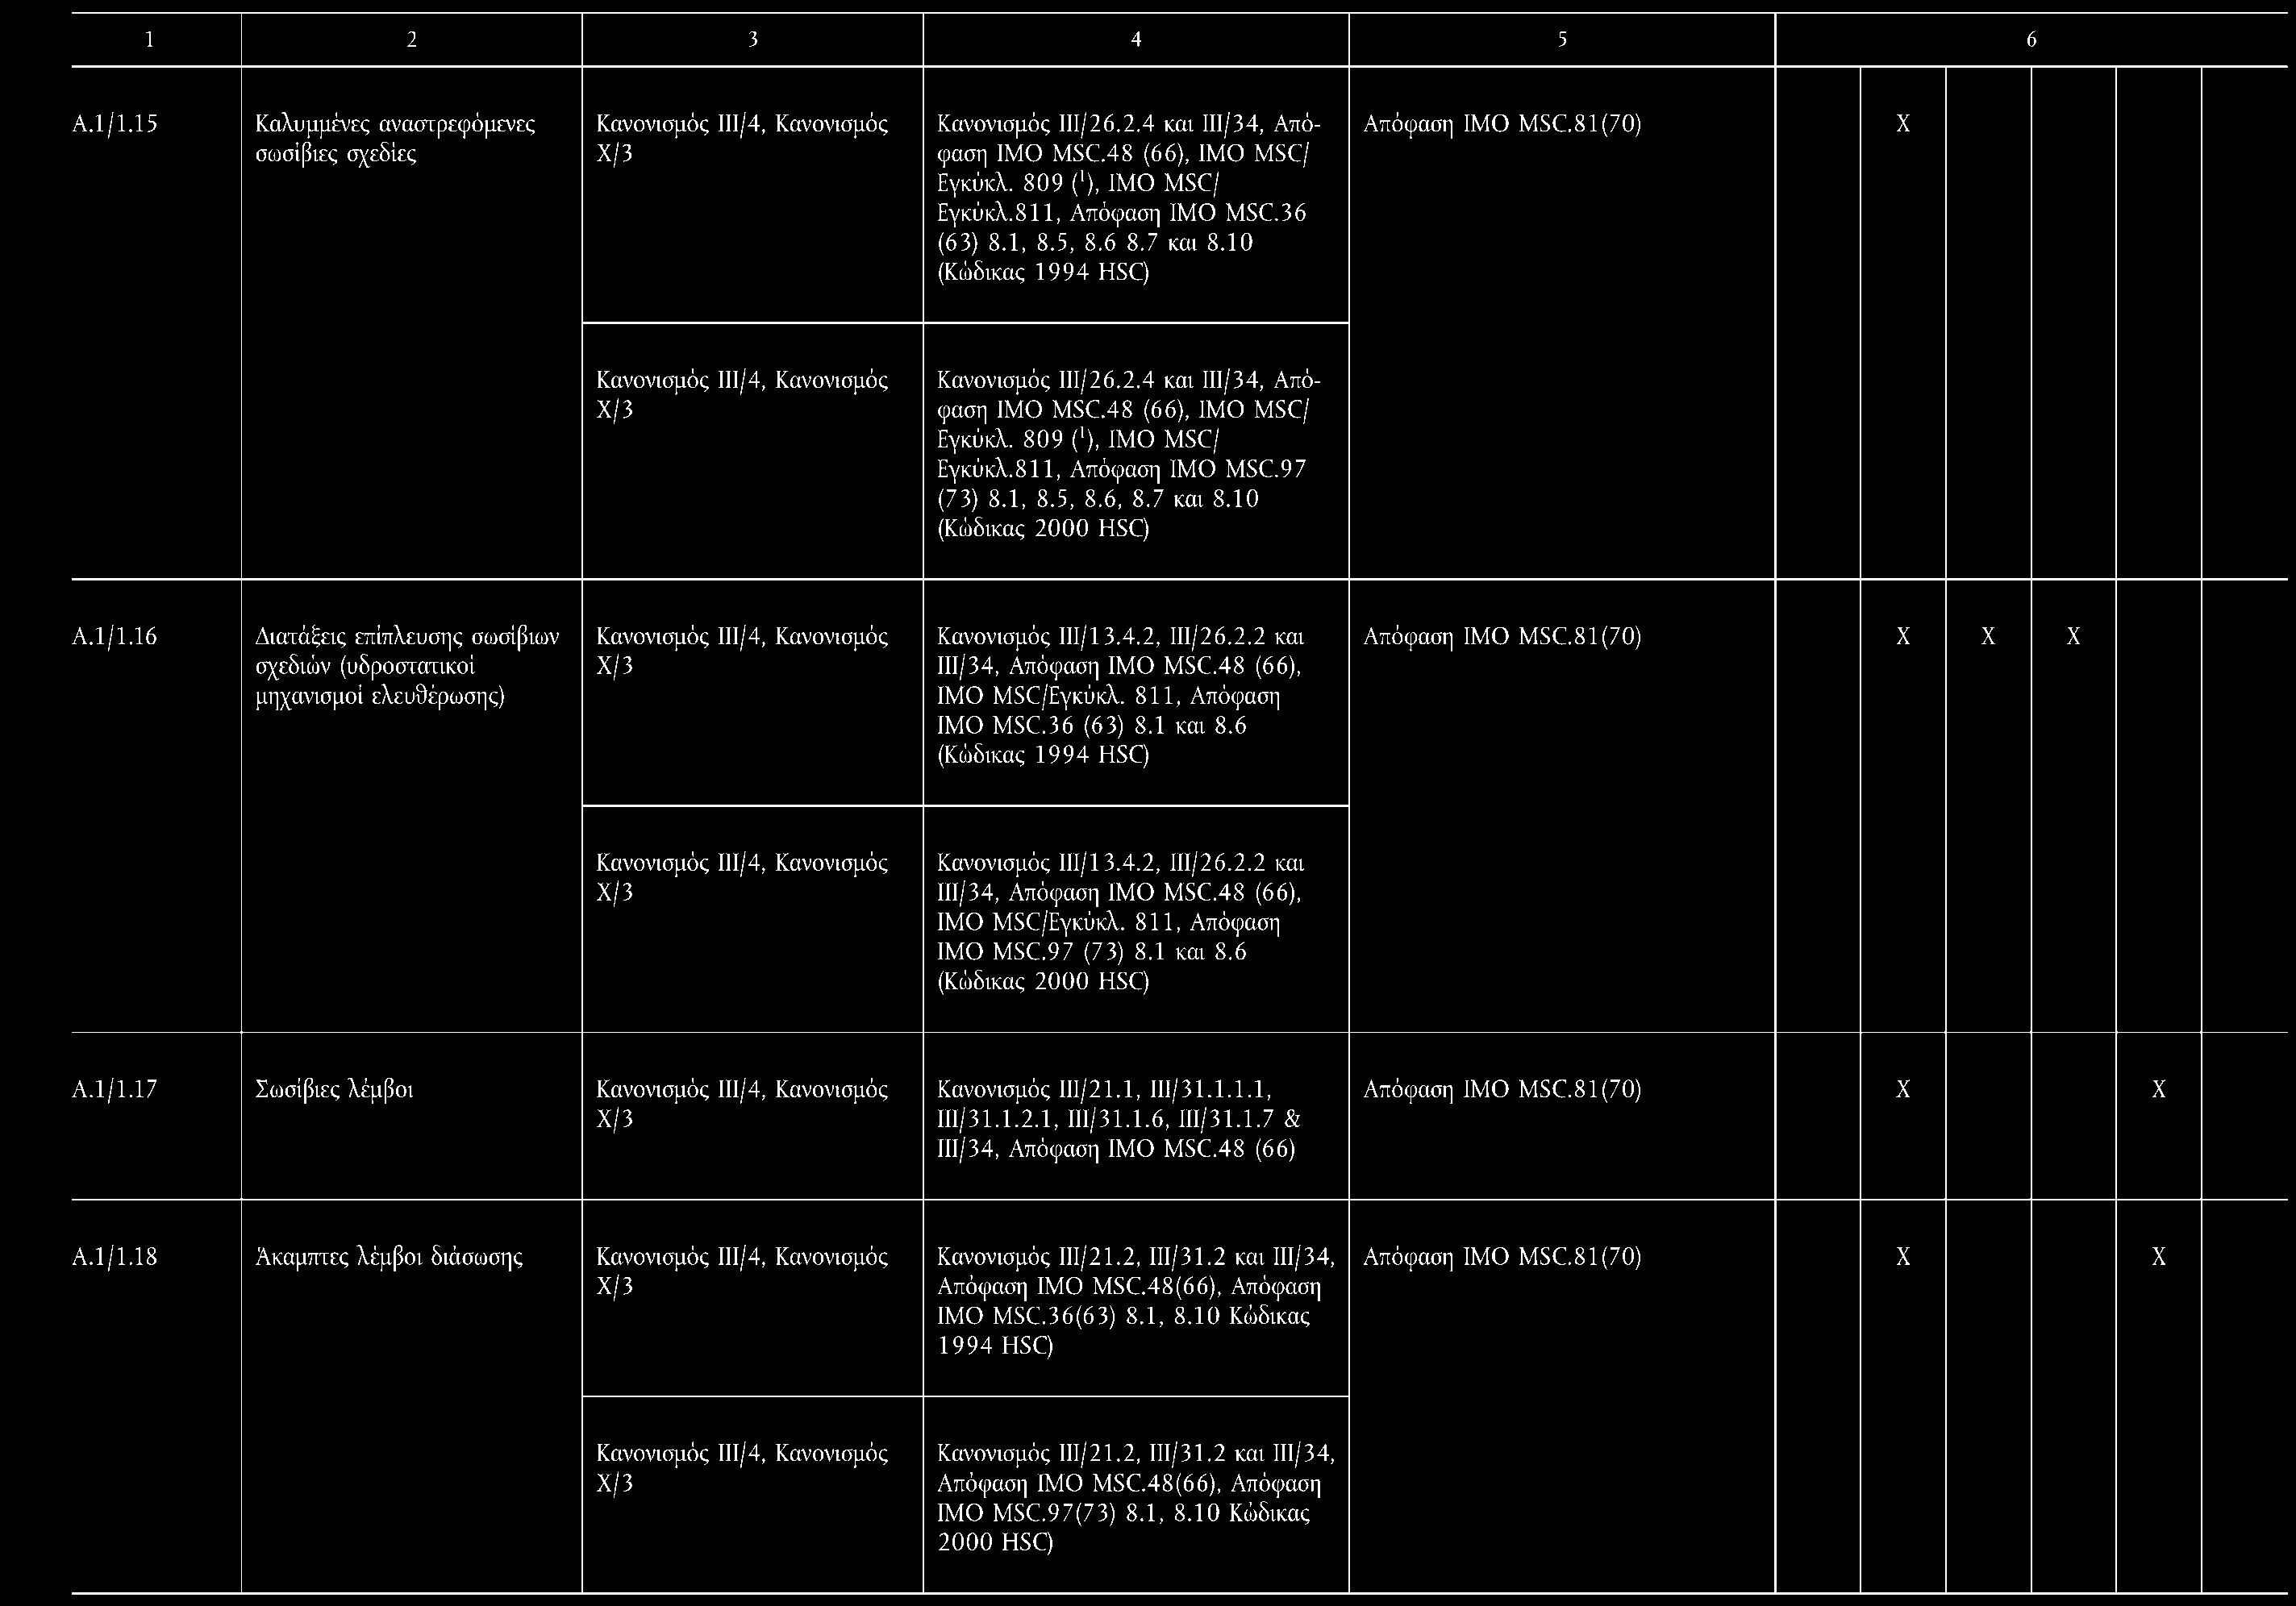 1 2 3 4 5 6
A.1/1.15
Καλυμμένες αναστρεφόμενες
σωσίβιες σχεδίες
Κανονισμός III/4, Κανονισμός
X/3
Κανονισμός III/26.2.4 και III/34, Από-
φαση IMO MSC.48 (66), IMO MSC/
Εγκύκλ. 809 (¹), IMO MSC/
Εγκύκλ.811, Απόφαση IMO MSC.36
(63) 8.1, 8.5, 8.6 8.7 και 8.10
(Κώδικας 1994 HSC)
Απόφαση IMO MSC.81(70)
X
Κανονισμός III/4, Κανονισμός
X/3
Κανονισμός III/26.2.4 και III/34, Από-
φαση IMO MSC.48 (66), IMO MSC/
Εγκύκλ. 809 (¹), IMO MSC/
Εγκύκλ.811, Απόφαση IMO MSC.97
(73) 8.1, 8.5, 8.6, 8.7 και 8.10
(Κώδικας 2000 HSC)
A.1/1.16
Διατάξεις επίπλευσης σωσίβιων
σχεδιών (υδροστατικοί
μηχανισμοί ελευθέρωσης)
Κανονισμός III/4, Κανονισμός
X/3
Κανονισμός III/13.4.2, III/26.2.2 και
III/34, Απόφαση IMO MSC.48 (66),
IMO MSC/Εγκύκλ. 811, Απόφαση
IMO MSC.36 (63) 8.1 και 8.6
(Κώδικας 1994 HSC)
Απόφαση IMO MSC.81(70)
X X X
Κανονισμός III/4, Κανονισμός
X/3
Κανονισμός III/13.4.2, III/26.2.2 και
III/34, Απόφαση IMO MSC.48 (66),
IMO MSC/Εγκύκλ. 811, Απόφαση
IMO MSC.97 (73) 8.1 και 8.6
(Κώδικας 2000 HSC)
A.1/1.17
Σωσίβιες λέμβοι
Κανονισμός III/4, Κανονισμός
X/3
Κανονισμός III/21.1, III/31.1.1.1,
III/31.1.2.1, III/31.1.6, III/31.1.7 &
III/34, Απόφαση IMO MSC.48 (66)
Απόφαση IMO MSC.81(70)
X X
A.1/1.18
Άκαμπτες λέμβοι διάσωσης
Κανονισμός III/4, Κανονισμός
X/3
Κανονισμός III/21.2, III/31.2 και III/34,
Απόφαση IMO MSC.48(66), Απόφαση
IMO MSC.36(63) 8.1, 8.10 Κώδικας
1994 HSC)
Απόφαση IMO MSC.81(70)
X X
Κανονισμός III/4, Κανονισμός
X/3
Κανονισμός III/21.2, III/31.2 και III/34,
Απόφαση IMO MSC.48(66), Απόφαση
IMO MSC.97(73) 8.1, 8.10 Κώδικας
2000 HSC)